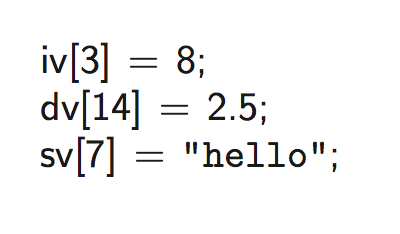 iv[3] = 8;
dv[14] = 2.5;
sv[7] = "hello";